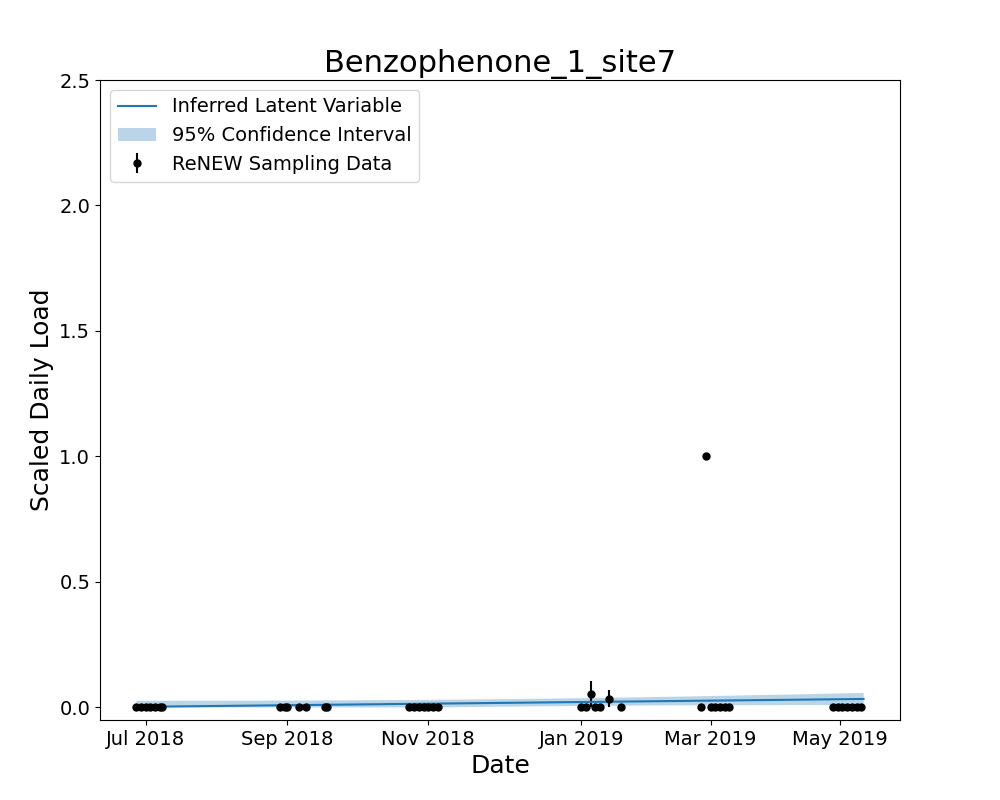 Benzophenone_1_site7
2.5
Inferred Latent Variable
95% Confidence Interval
ReNEW Sampling Data
2.0
1.5
1.0
0.5
0.0
Scaled Daily Load
Jul 2018 Sep 2018 Nov 2018 Jan 2019 Mar 2019 May 2019
Date